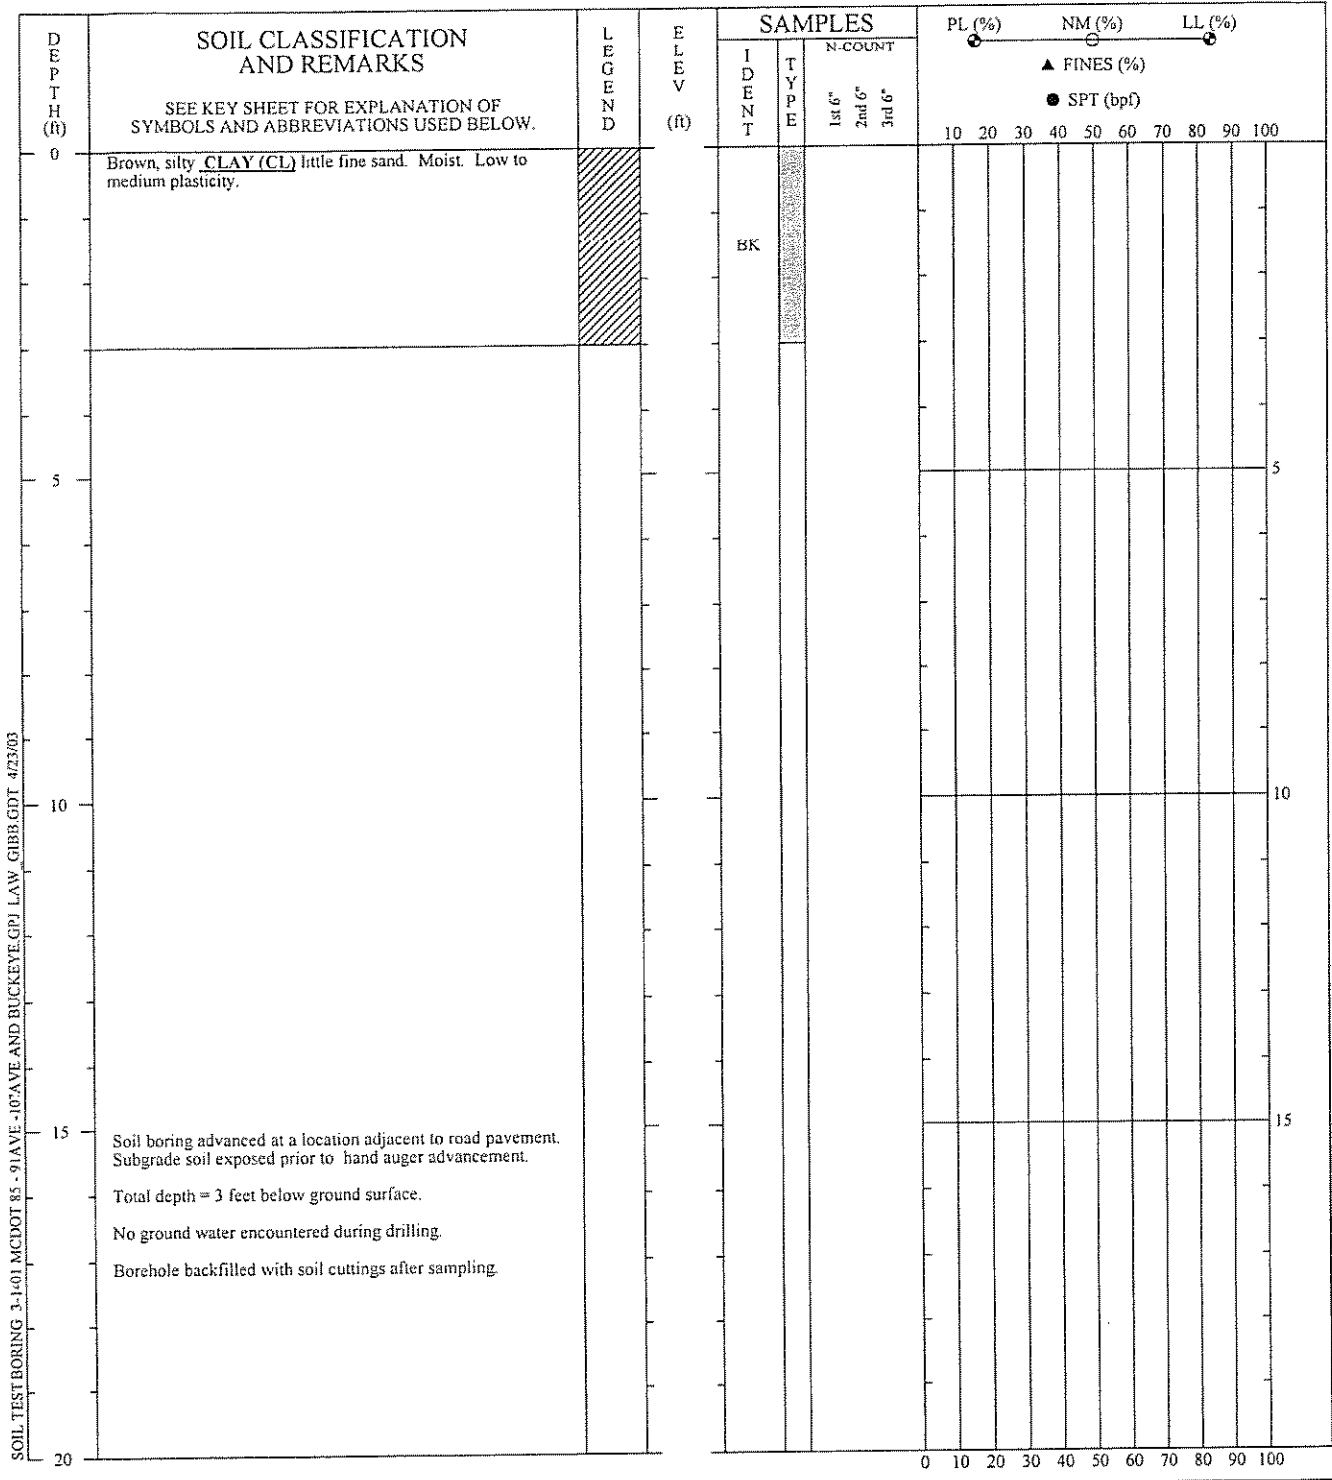 DEPTH
(ft)
SOIL CLASSIFICATION
AND REMARKS
SEE KEY SHEET FOR EXPLANATION OF
SYMBOLS AND ABBREVIATIONS USED BELOW.
LEGEND
ELEV
(ft)
SAMPLES
IDENT
TYPE
N-COUNT
1st 6"
2nd 6"
3rd 6"
PL (%) NM (%) LL (%)
▲ FINES (%)
● SPT (bpf)
10 20 30 40 50 60 70 80 90 100
0
Brown, silty CLAY (CL) little fine sand. Moist. Low to
medium plasticity.
BK
5
5
10
10
15
15
Soil boring advanced at a location adjacent to road pavement.
Subgrade soil exposed prior to hand auger advancement.
Total depth = 3 feet below ground surface.
No ground water encountered during drilling.
Borehole backfilled with soil cuttings after sampling.
20
0 10 20 30 40 50 60 70 80 90 100
SOIL TEST BORING 3-1401 MCDOT 85 - 91AVE -107AVE AND BUCKEYE.GPJ LAW_GIBB.GDT 4/23/03